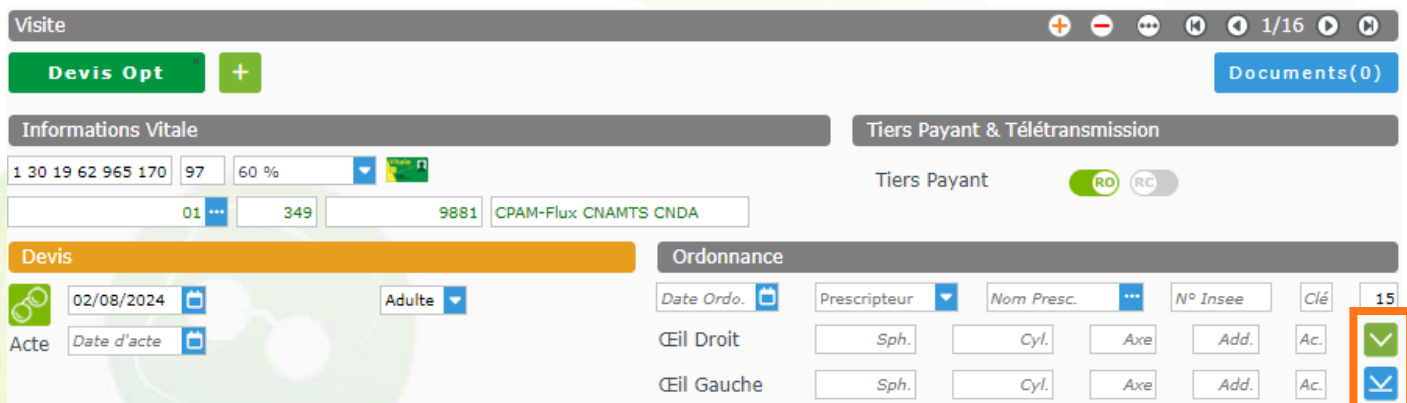 Visite 1/16
Devis Opt + Documents(0)
Informations Vitale Tiers Payant & Télétransmission
1 30 19 62 965 170 97 60 % Vitale
Tiers Payant RO RC
01 349 9881 CPAM-Flux CNAMTS CNDA
Devis Ordonnance
02/08/2024 Adulte Date Ordo. Prescripteur Nom Presc. N° Insee Clé 15
Acte Date d'acte Œil Droit Sph. Cyl. Axe Add. Ac.
Œil Gauche Sph. Cyl. Axe Add. Ac.